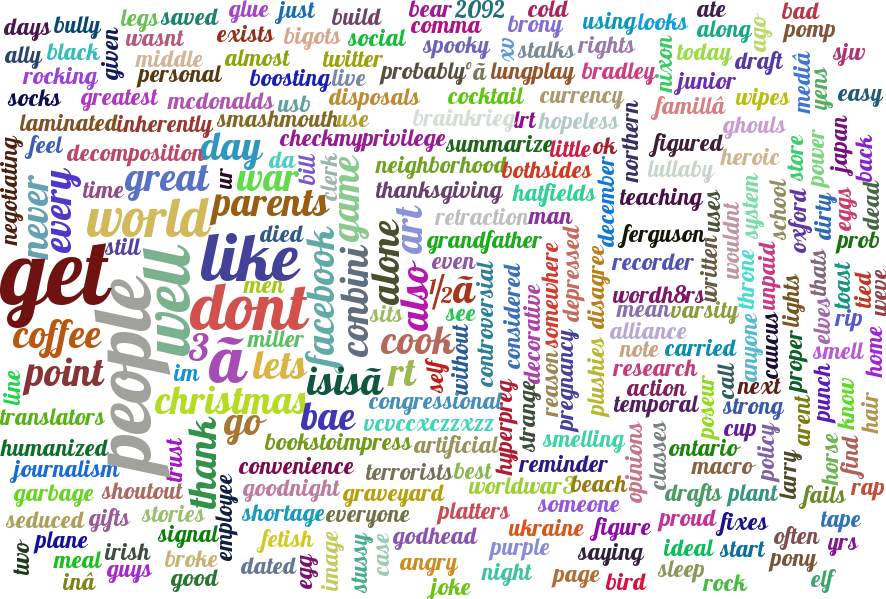 days bully legs saved glue just build bear 2092 cold ate bad
comma brony using looks along ago pomp
ally black given wasnt exists bigots social spooky xv stalks rights nixon today draft sjw
middle almost twitter
rocking personal boosting live probably ºã lungplay bradley junior mediâ yens easy
socks greatest mcdonalds usb disposals cocktail currency famillâ wipes
laminated inherently smashmouth use brainkrieg lrt hopeless northern ghouls
negotiating feel decomposition day checkmyprivilege summarize little ok figured heroic store power japan back
da bill clerk neighborhood bothsides lullaby
never every time great ur war game thanksgiving hatfields december teaching uses wouldnt system school oxford dirty eggs dead
world parents retraction man written prob
still died art grandfather ferguson
get people well like men facebook conbini alone also even controversial considered somewhere depressed disagree recorder throne unpaid thats toast tied weve
dont sits 1/2ã see decorative wordh8rs lights elves
coffee 3 ã miller cook without mean varsity anyone caucus rip
alliance smell home
point im lets isisã rt self reason pregnancy plushies note carried proper
line research call punch know hair
christmas congressional hyperpreg strange action next arent
translators go bae temporal poseur strong
thank vcvccxczzxzz cup
humanized trust bookstoimpress artificial smelling opinions classes ontario policy larry horse find
journalism convenience terrorists best reminder macro
garbage shoutout employee goodnight graveyard worldwar3 beach drafts plant fails rap
seduced gifts stories shortage everyone platters someone proud fixes tape
two plane signal fetish image stussy case godhead ukraine figure often yrs
irish purple saying ideal start
meal broke dated egg angry pony
inâ guys good night page bird sleep rock elf
joke